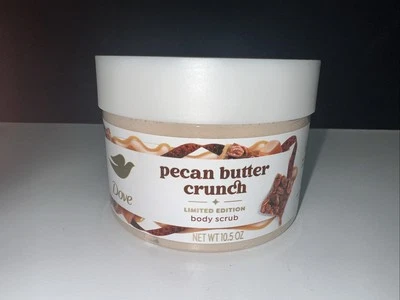 pecan butter
crunch
LIMITED EDITION
body scrub
Dove
NET WT 10.5 OZ